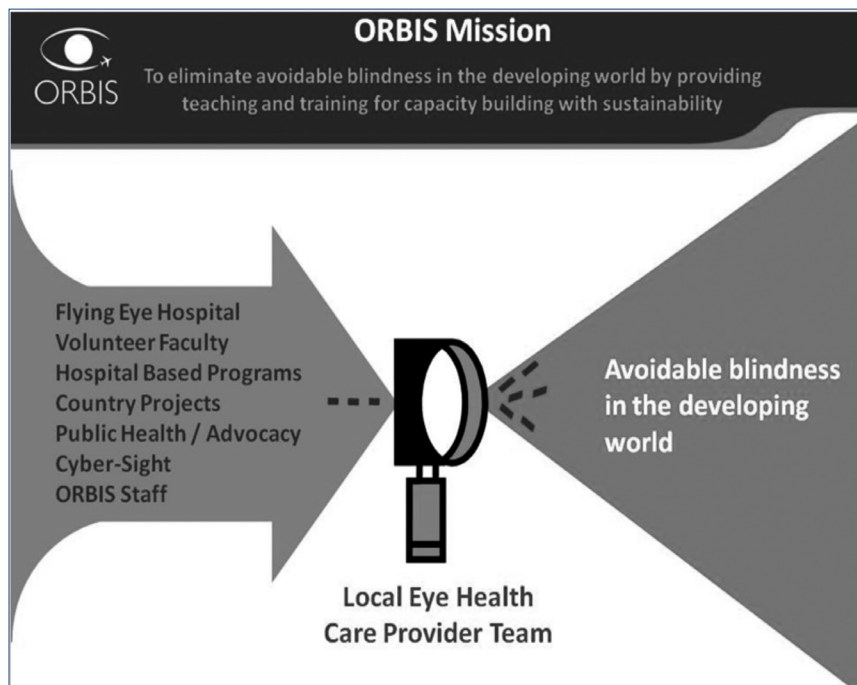 ORBIS Mission
ORBIS
To eliminate avoidable blindness in the developing world by providing
teaching and training for capacity building with sustainability
Flying Eye Hospital
Volunteer Faculty
Hospital Based Programs
Country Projects
Public Health / Advocacy
Cyber-Sight
ORBIS Staff
Avoidable blindness
in the developing
world
Local Eye Health
Care Provider Team